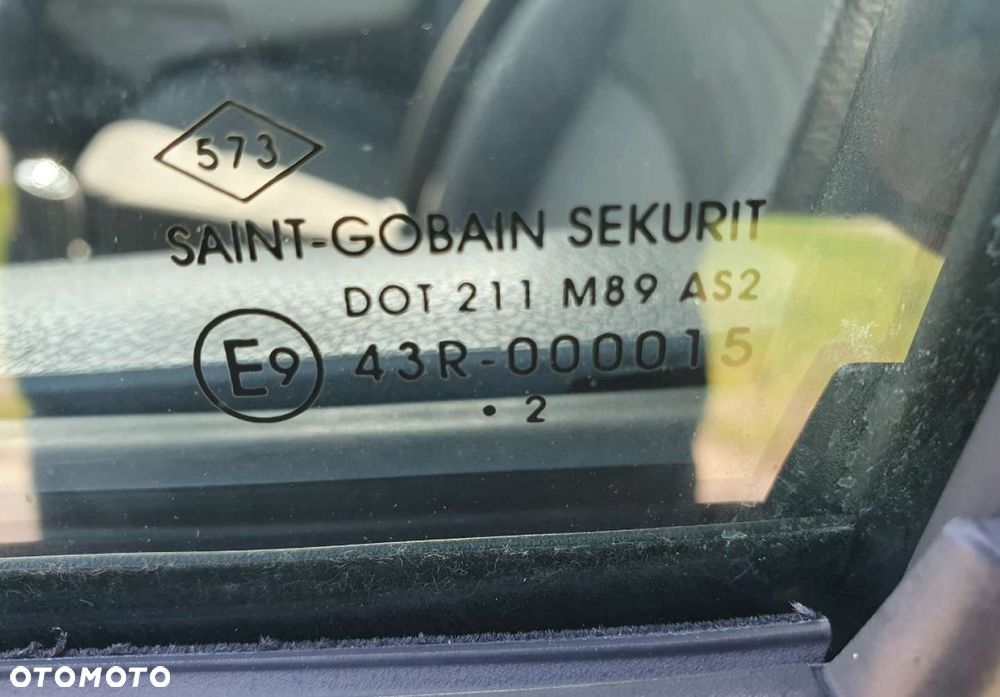 573
SAINT-GOBAIN SEKURIT
DOT 211 M89 AS2
E9 43R-000015
• 2
OTOMOTO